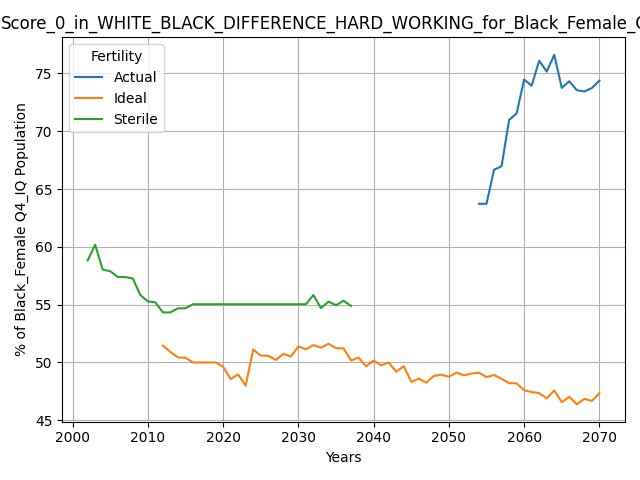 Score_0_in_WHITE_BLACK_DIFFERENCE_HARD_WORKING_for_Black_Female_
Fertility
Actual
Ideal
Sterile
% of Black_Female Q4_IQ Population
75
70
65
60
55
50
45
2000 2010 2020 2030 2040 2050 2060 2070
Years